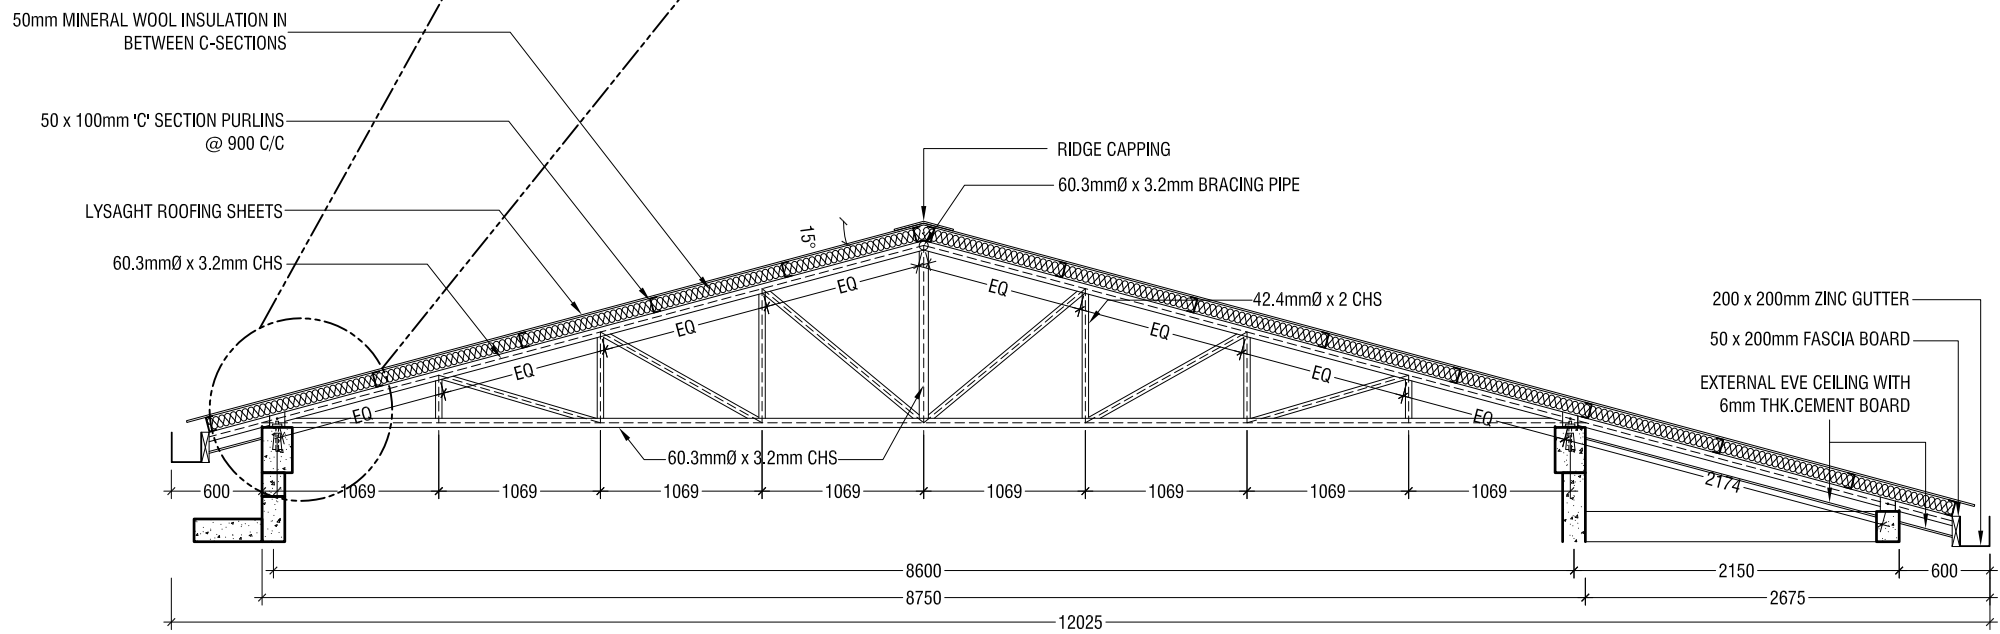 50mm MINERAL WOOL INSULATION IN
BETWEEN C-SECTIONS
50 x 100mm 'C' SECTION PURLINS
@ 900 C/C
LYSAGHT ROOFING SHEETS
60.3mmØ x 3.2mm CHS
RIDGE CAPPING
60.3mmØ x 3.2mm BRACING PIPE
15°
EQ
EQ
EQ
EQ
EQ
EQ
EQ
EQ
42.4mmØ x 2 CHS
200 x 200mm ZINC GUTTER
50 x 200mm FASCIA BOARD
EXTERNAL EVE CEILING WITH
6mm THK.CEMENT BOARD
60.3mmØ x 3.2mm CHS
600
1069
1069
1069
1069
1069
1069
1069
1069
2174
8600
2150
600
8750
2675
12025